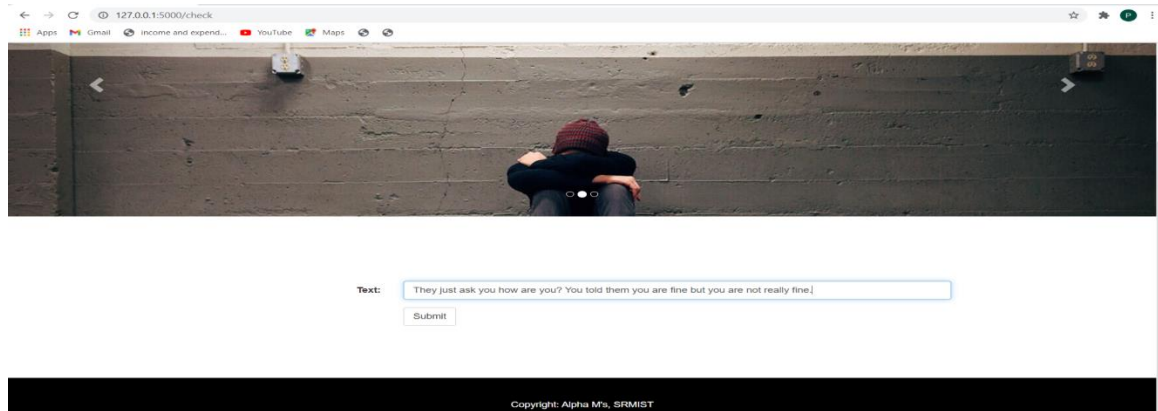 127.0.0.1:5000/check
P
Apps Gmail income and expend... YouTube Maps
Text: They just ask you how are you? You told them you are fine but you are not really fine.
Submit
Copyright: Alpha M's, SRMIST